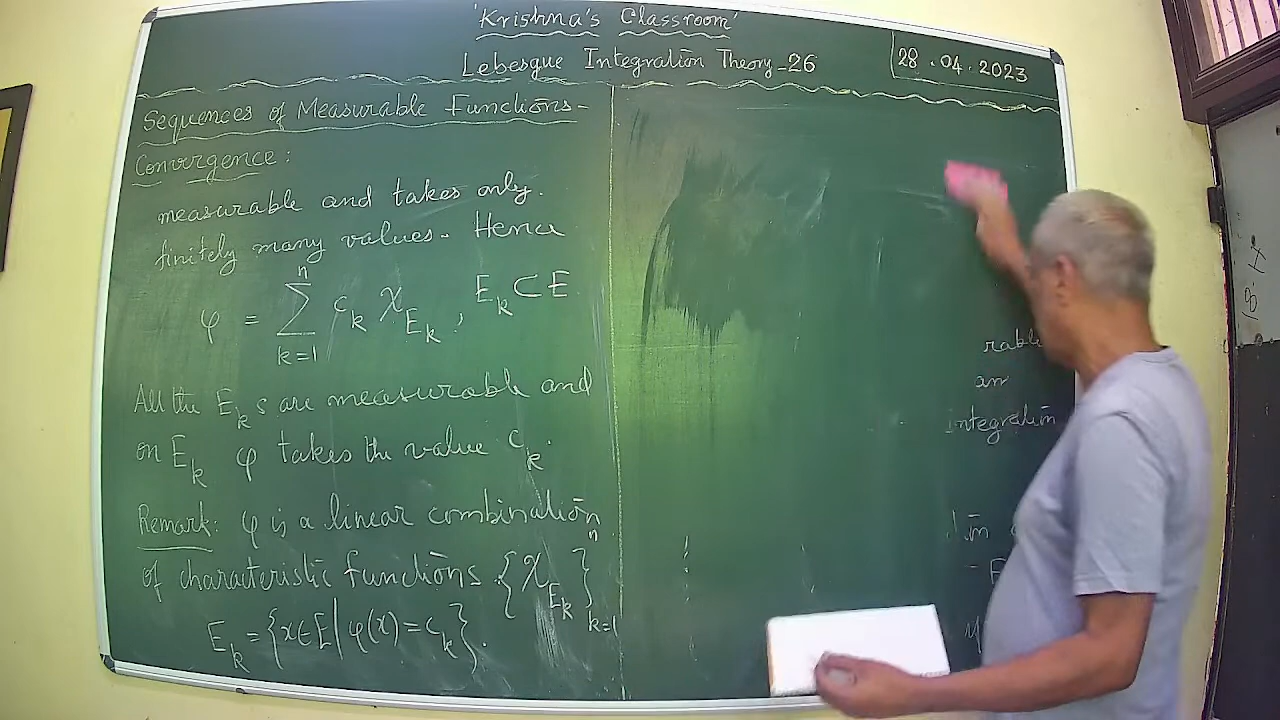 'Krishna's Classroom'
Lebesgue Integration Theory-26
28.04.2023
Sequences of Measurable Functions-
Convergence:
measurable and takes only
finitely many values. Hence
φ = ∑_{k=1}^{n} c_k χ_{E_k}, E_k ⊂ E
All the E_k s are measurable and
on E_k φ takes the value c_k.
Remark: φ is a linear combination
of characteristic functions {χ_{E_k}}_{k=1}^{n}
E_k = {x∈E | φ(x) = c_k}.
an
integration